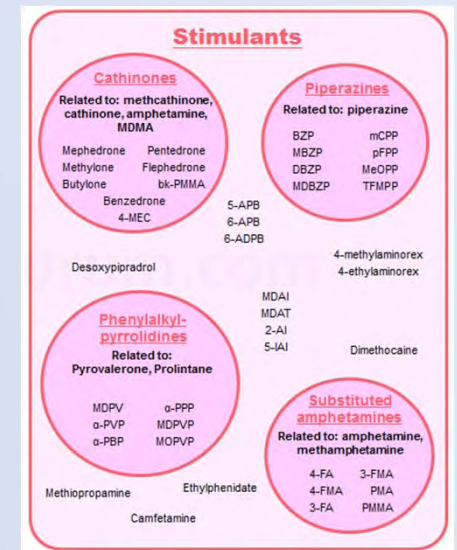 Stimulants
Cathinones
Related to: methcathinone,
cathinone, amphetamine,
MDMA
Mephedrone Pentedrone
Methylone Flephedrone
Butylone bk-PMMA
Benzedrone
4-MEC
Piperazines
Related to: piperazine
BZP mCPP
MBZP pFPP
DBZP MeOPP
MDBZP TFMPP
5-APB
6-APB
6-ADPB
Desoxypipradrol
4-methylaminorex
4-ethylaminorex
MDAI
MDAT
2-AI
5-IAI
Dimethocaine
Phenylalkyl-
pyrrolidines
Related to:
Pyrovalerone, Prolintane
MDPV α-PPP
α-PVP MDPVP
α-PBP MOPVP
Substituted
amphetamines
Related to: amphetamine,
methamphetamine
4-FA 3-FMA
4-FMA PMA
3-FA PMMA
Methiopropamine
Ethylphenidate
Camfetamine